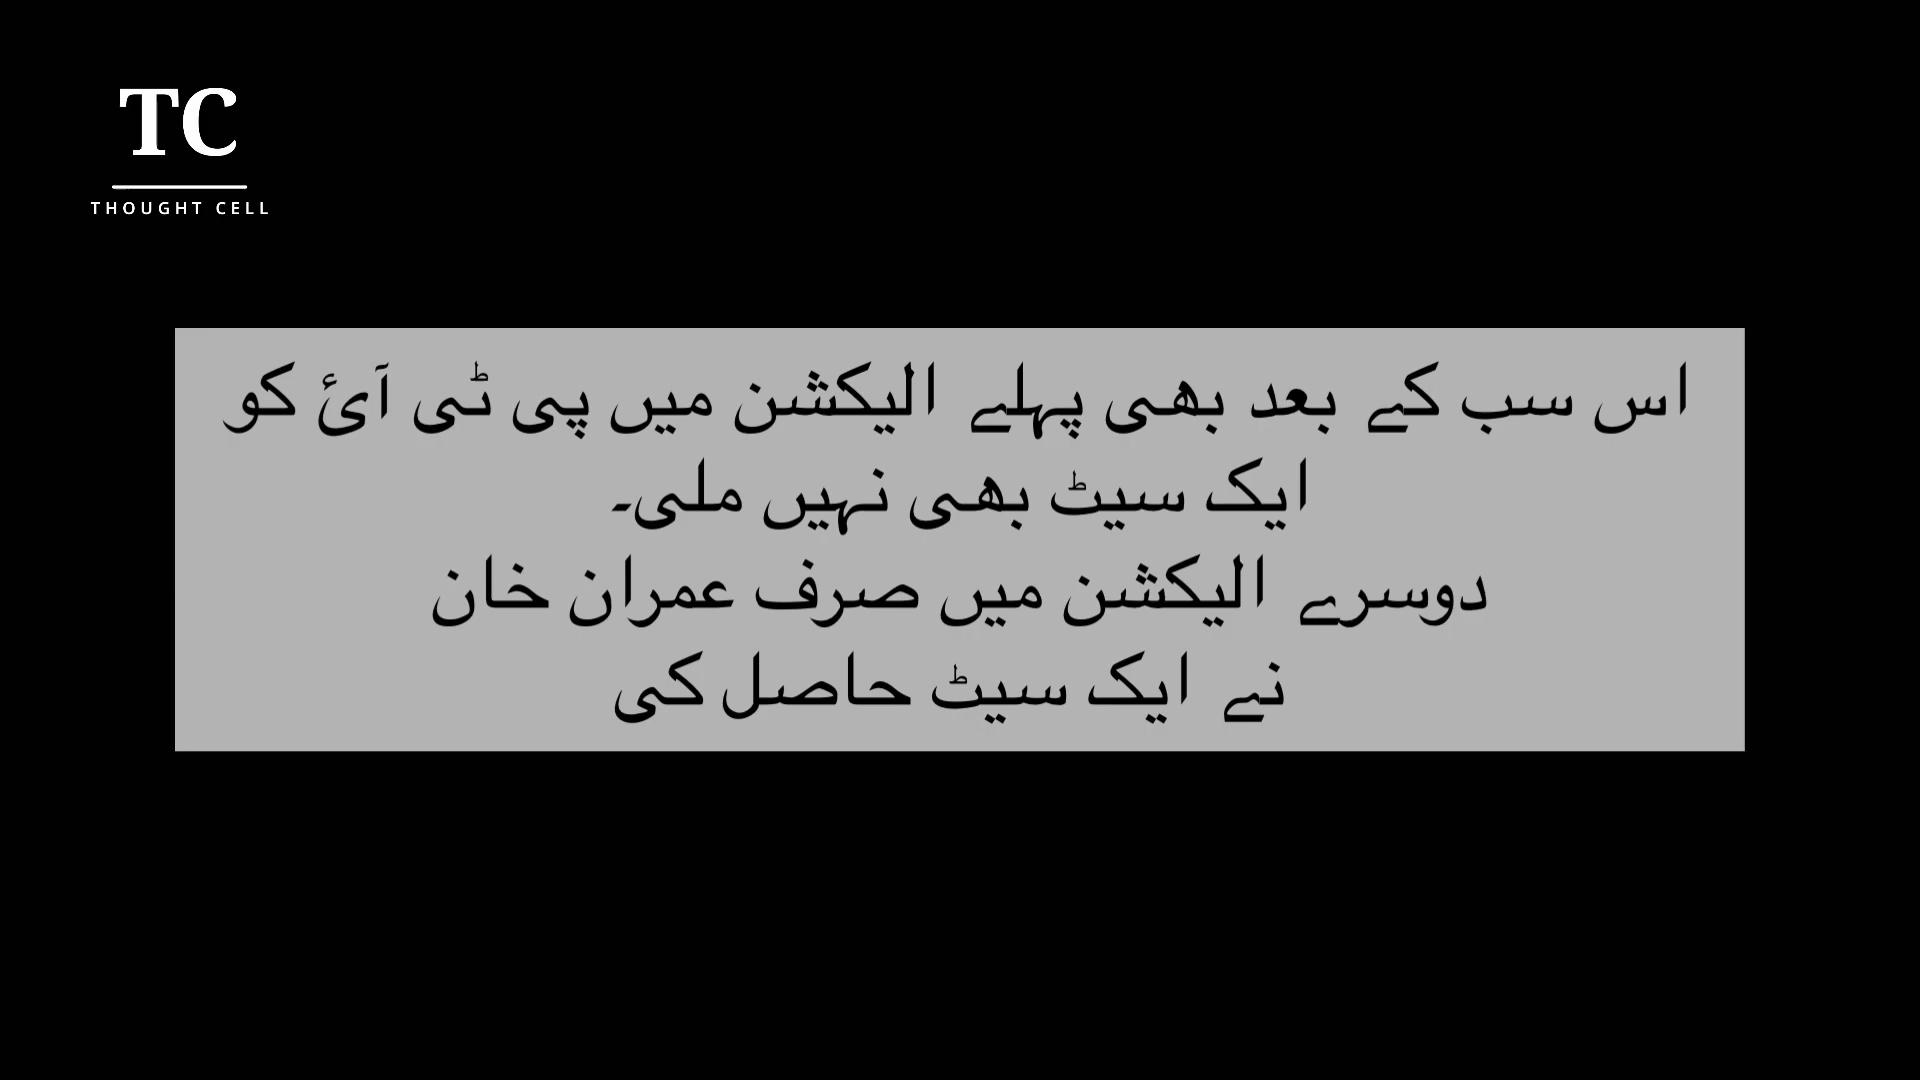 TC
THOUGHT CELL
اس سب کے بعد بھی پہلے الیکشن میں پی ٹی آئ کو
ایک سیٹ بھی نہیں ملی۔
دوسرے الیکشن میں صرف عمران خان
نے ایک سیٹ حاصل کی